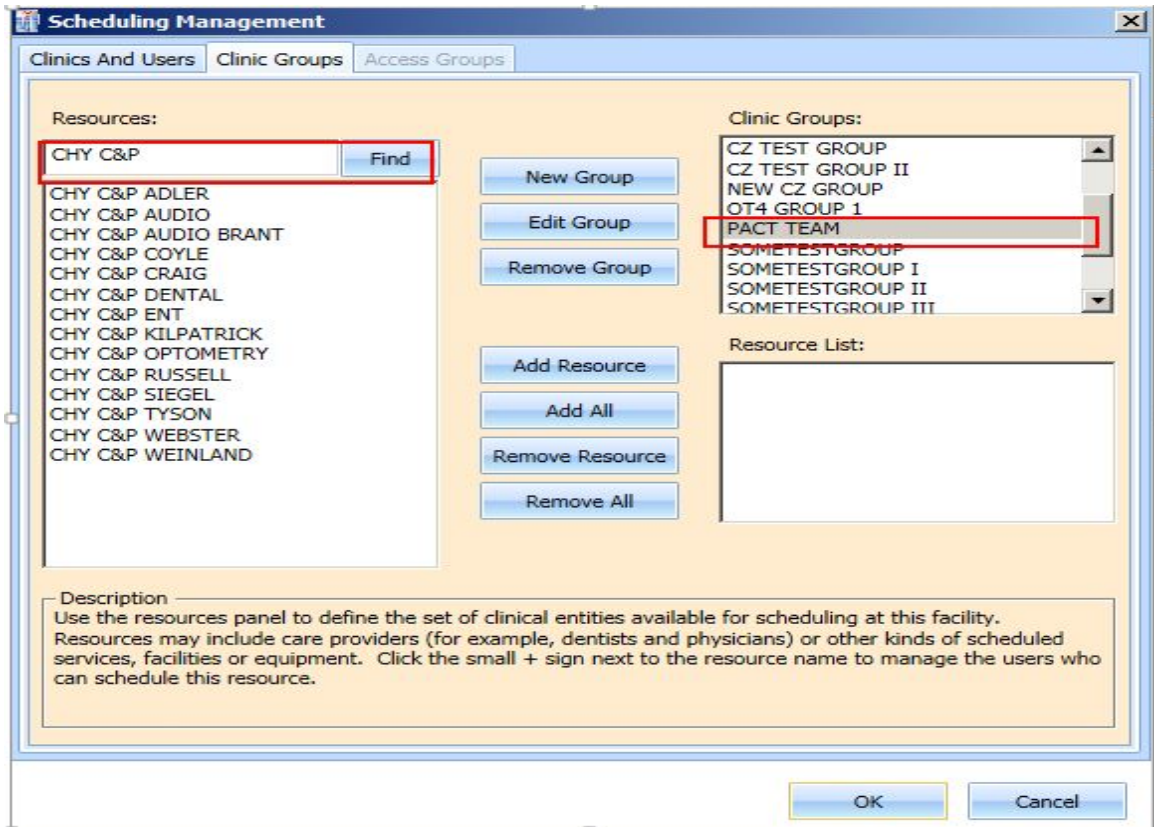 Scheduling Management
Clinics And Users
Clinic Groups
Access Groups
Resources:
CHY C&P
Find
CHY C&P ADLER
CHY C&P AUDIO
CHY C&P AUDIO BRANT
CHY C&P COYLE
CHY C&P CRAIG
CHY C&P DENTAL
CHY C&P ENT
CHY C&P KILPATRICK
CHY C&P OPTOMETRY
CHY C&P RUSSELL
CHY C&P SIEGEL
CHY C&P TYSON
CHY C&P WEBSTER
CHY C&P WEINLAND
New Group
Edit Group
Remove Group
Add Resource
Add All
Remove Resource
Remove All
Clinic Groups:
CZ TEST GROUP
CZ TEST GROUP II
NEW CZ GROUP
OT4 GROUP 1
PACT TEAM
SOMETESTGROUP
SOMETESTGROUP I
SOMETESTGROUP II
SOMETESTGROUP III
Resource List:
Description
Use the resources panel to define the set of clinical entities available for scheduling at this facility.
Resources may include care providers (for example, dentists and physicians) or other kinds of scheduled
services, facilities or equipment.  Click the small + sign next to the resource name to manage the users who
can schedule this resource.
OK
Cancel